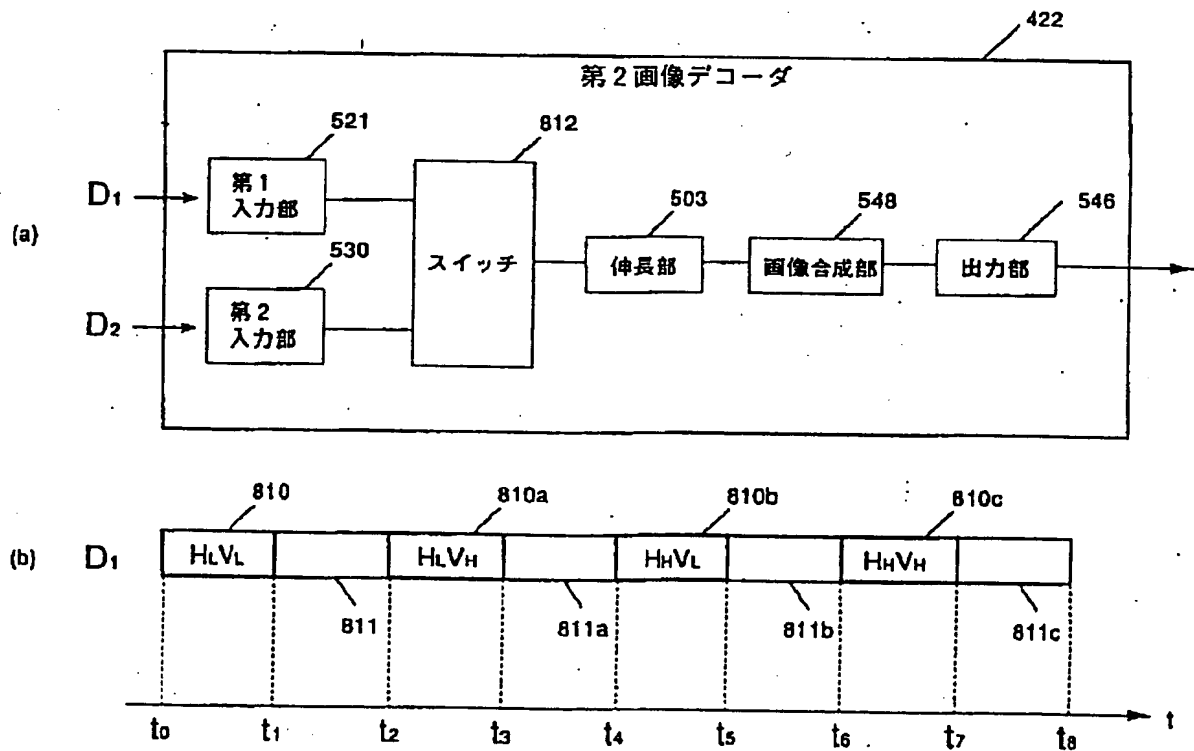 422
第2画像デコーダ
521
812
D1
第1
入力部
503
548
546
(a)
530
スイッチ
伸長部
画像合成部
出力部
D2
第2
入力部
810
810a
810b
810c
(b)
D1
HLVL
HLVH
HHVL
HHVH
811
811a
811b
811c
t0 t1 t2 t3 t4 t5 t6 t7 t8
t